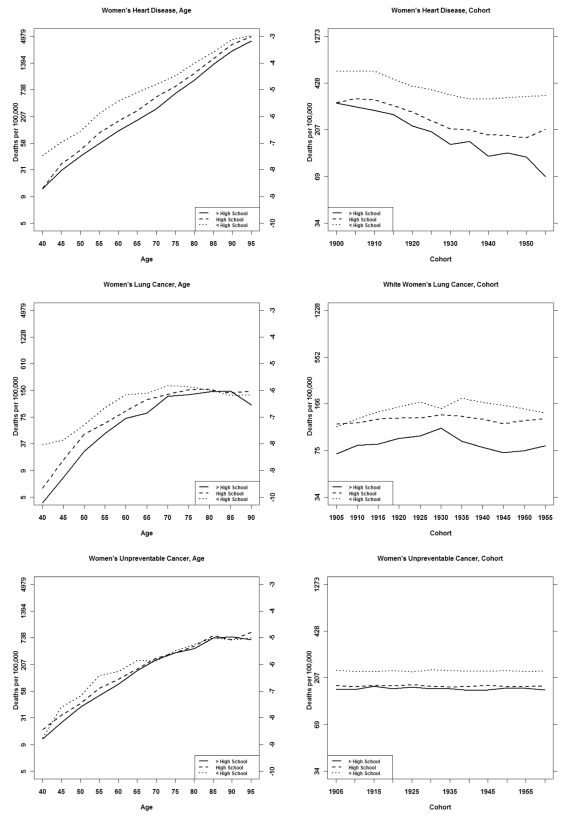 Women's Heart Disease, Age
Deaths per 100,000
4979
1394
738
207
58
31
9
5
-3
-4
-5
-6
-7
-8
-9
-10
> High School
High School
< High School
40 45 50 55 60 65 70 75 80 85 90 95
Age
Women's Heart Disease, Cohort
Deaths per 100,000
1273
428
207
69
34
> High School
High School
< High School
1900 1910 1920 1930 1940 1950
Cohort
Women's Lung Cancer, Age
Deaths per 100,000
4979
1228
610
150
75
37
9
5
-3
-4
-5
-6
-7
-8
-9
-10
> High School
High School
< High School
40 45 50 55 60 65 70 75 80 85 90
Age
White Women's Lung Cancer, Cohort
Deaths per 100,000
1228
552
166
75
34
> High School
High School
< High School
1905 1910 1915 1920 1925 1930 1935 1940 1945 1950 1955
Cohort
Women's Unpreventable Cancer, Age
Deaths per 100,000
4979
1394
738
207
58
31
9
5
-3
-4
-5
-6
-7
-8
-9
-10
> High School
High School
< High School
40 45 50 55 60 65 70 75 80 85 90 95
Age
Women's Unpreventable Cancer, Cohort
Deaths per 100,000
1273
428
207
69
34
> High School
High School
< High School
1905 1915 1925 1935 1945 1955
Cohort